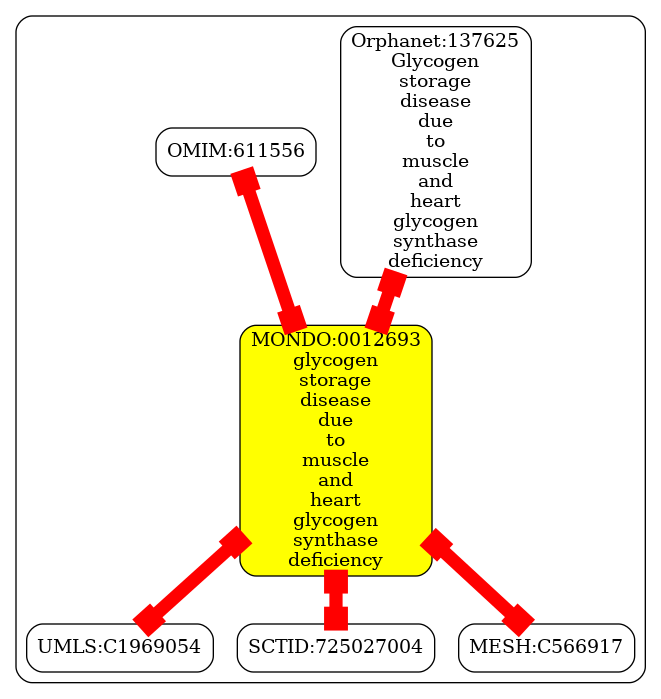 Orphanet:137625
Glycogen
storage
disease
due
to
muscle
and
heart
glycogen
synthase
deficiency
OMIM:611556
MONDO:0012693
glycogen
storage
disease
due
to
muscle
and
heart
glycogen
synthase
deficiency
UMLS:C1969054
SCTID:725027004
MESH:C566917